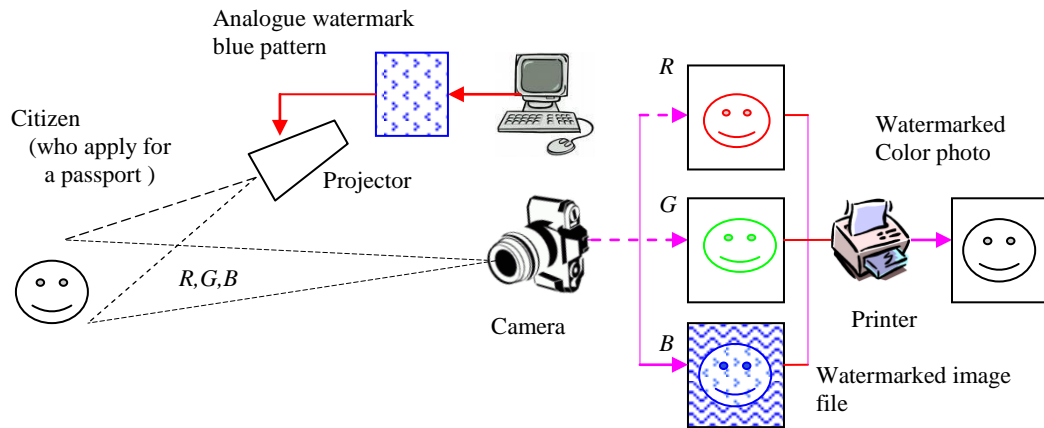 Analogue watermark
blue pattern
Citizen
(who apply for
a passport )
Projector
R,G,B
Camera
R
G
B
Watermarked
Color photo
Printer
Watermarked image
file